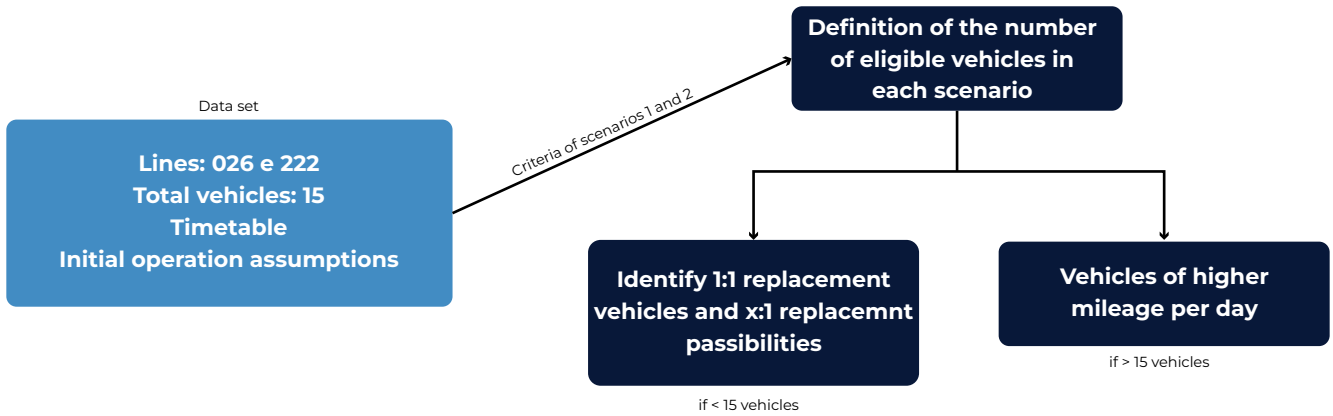 Data set
Lines: 026 e 222
Total vehicles: 15
Timetable
Initial operation assumptions
Criteria of scenarios 1 and 2
Definition of the number
of eligible vehicles in
each scenario
Identify 1:1 replacement
vehicles and x:1 replacemnt
passibilities
if < 15 vehicles
Vehicles of higher
mileage per day
if > 15 vehicles